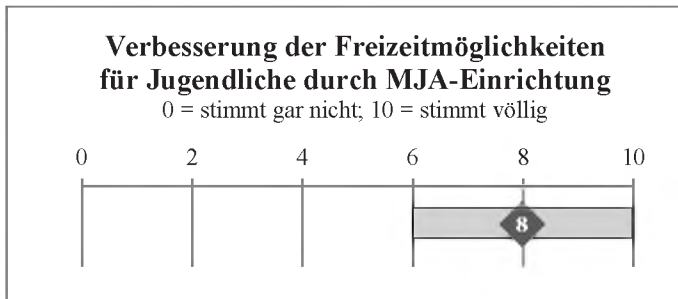 Verbesserung der Freizeitmöglichkeiten
für Jugendliche durch MJA-Einrichtung
0 = stimmt gar nicht; 10 = stimmt völlig
0 2 4 6 8 10
8